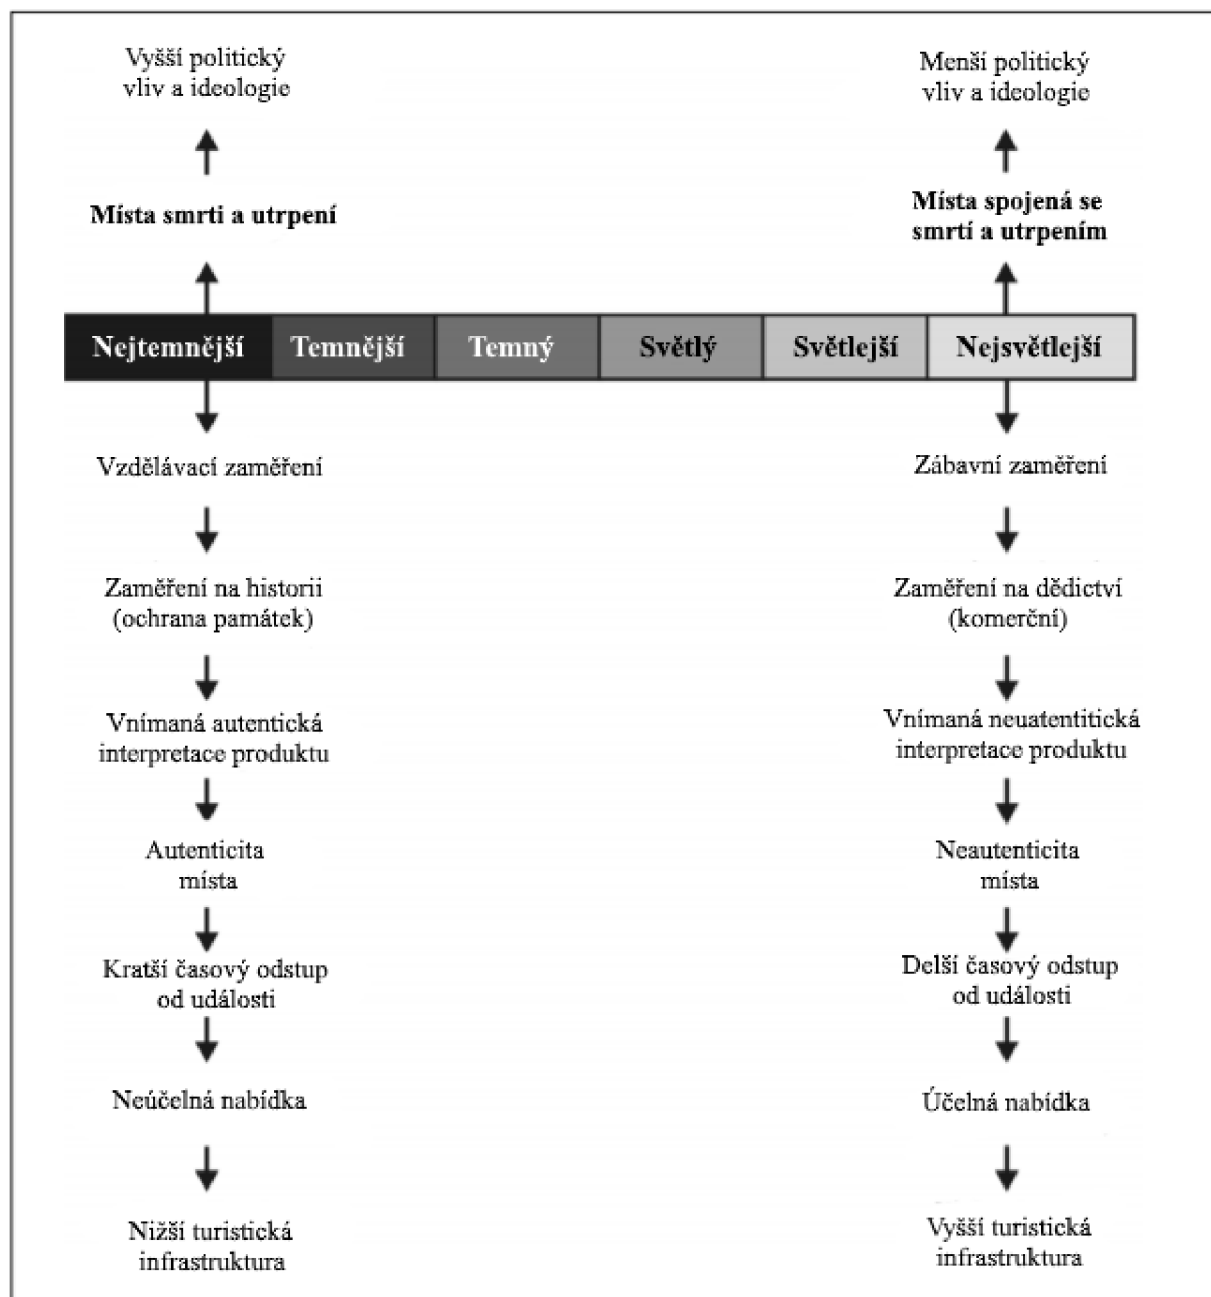 Vyšší politický
vliv a ideologie
Menší politický
vliv a ideologie
Místa smrti a utrpení
Místa spojená se
smrtí a utrpením
Nejtemnější
Temnější
Temný
Světlý
Světlejší
Nejsvětlejší
Vzdělávací zaměření
Zábavní zaměření
Zaměření na historii
(ochrana památek)
Zaměření na dědictví
(komerční)
Vnímaná autentická
interpretace produktu
Vnímaná neuatentitická
interpretace produktu
Autenticita
místa
Neautenticita
místa
Kratší časový odstup
od události
Delší časový odstup
od události
Neúčelná nabídka
Účelná nabídka
Nižší turistická
infrastruktura
Vyšší turistická
infrastruktura